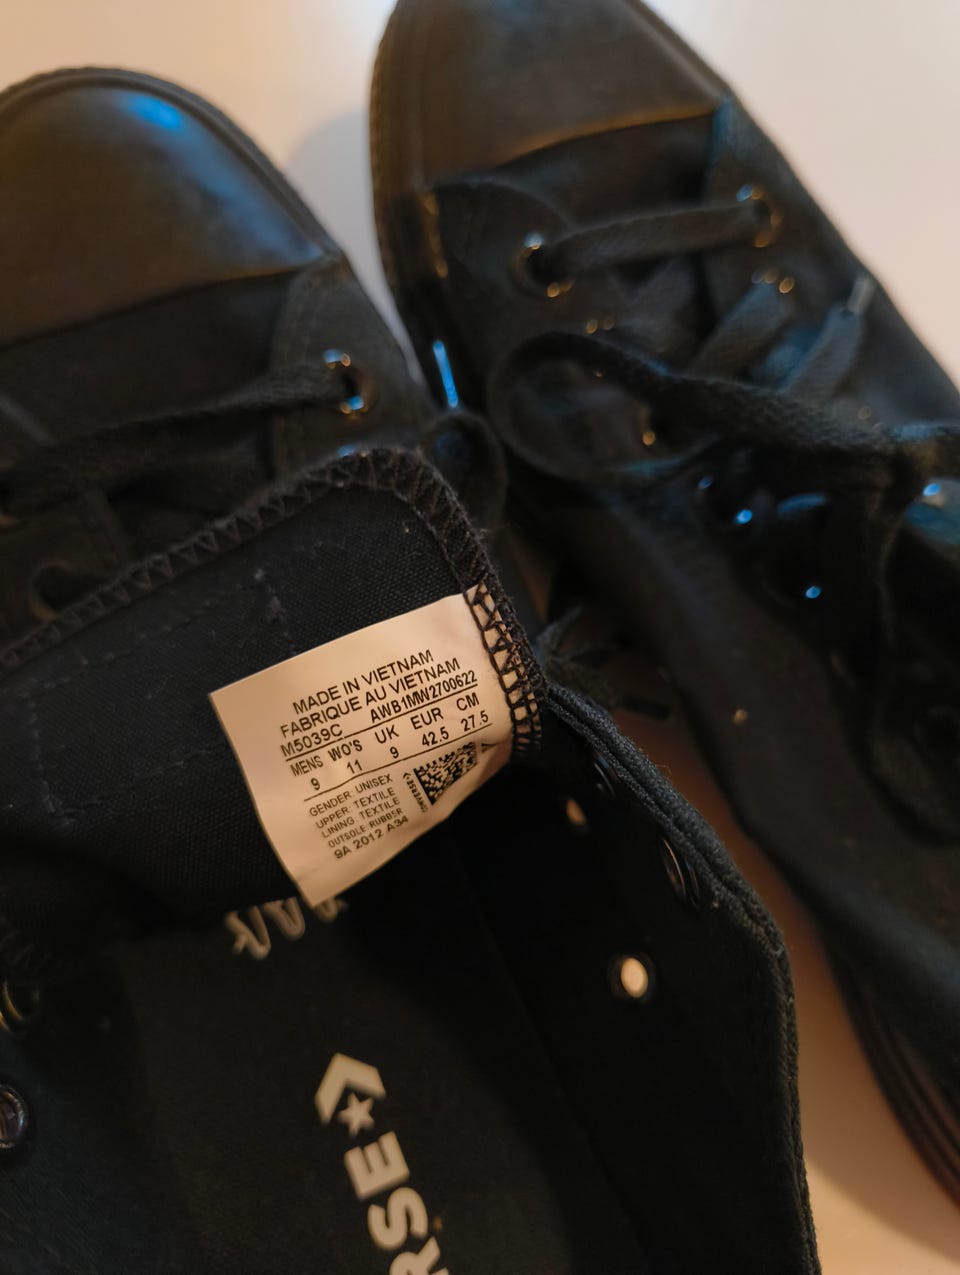 MADE IN VIETNAM
FABRIQUE AU VIETNAM
M5039C AWB1MW2700622
MENS WO'S UK EUR CM
9 11 9 42.5 27.5
GENDER: UNISEX
UPPER: TEXTILE
LINING: TEXTILE
OUTSOLE: RUBBER
9A 2012 A34
CONVERSE
RSE